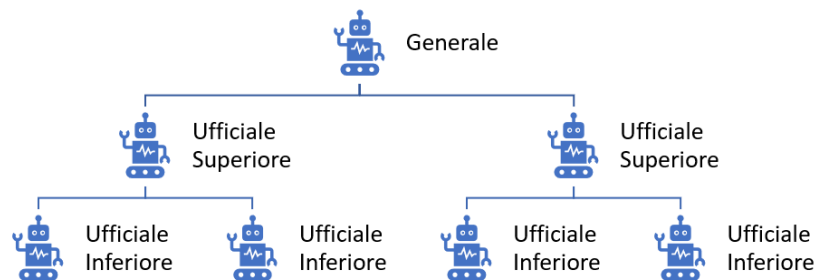 Generale
Ufficiale
Superiore
Ufficiale
Superiore
Ufficiale
Inferiore
Ufficiale
Inferiore
Ufficiale
Inferiore
Ufficiale
Inferiore